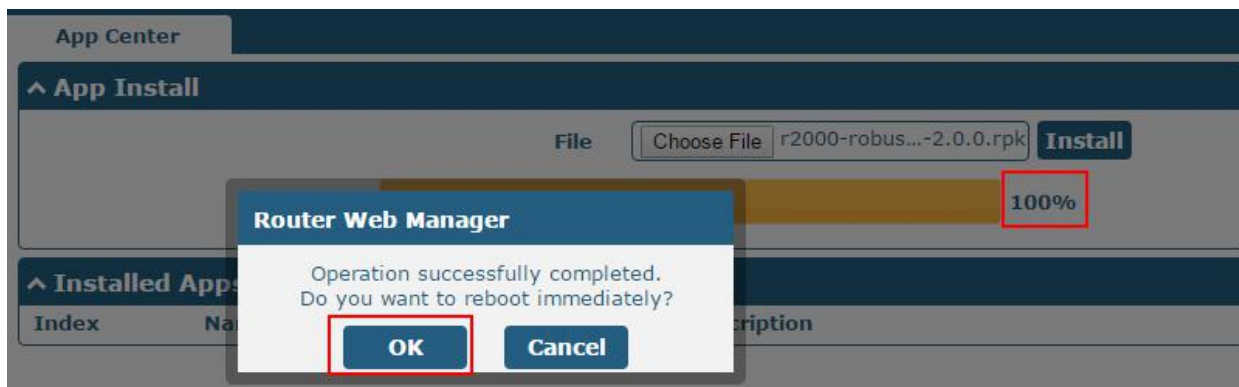 App Center
App Install
File Choose File r2000-robus...-2.0.0.rpk Install
100%
Router Web Manager
Operation successfully completed.
Do you want to reboot immediately?
OK Cancel
Installed Apps
Index